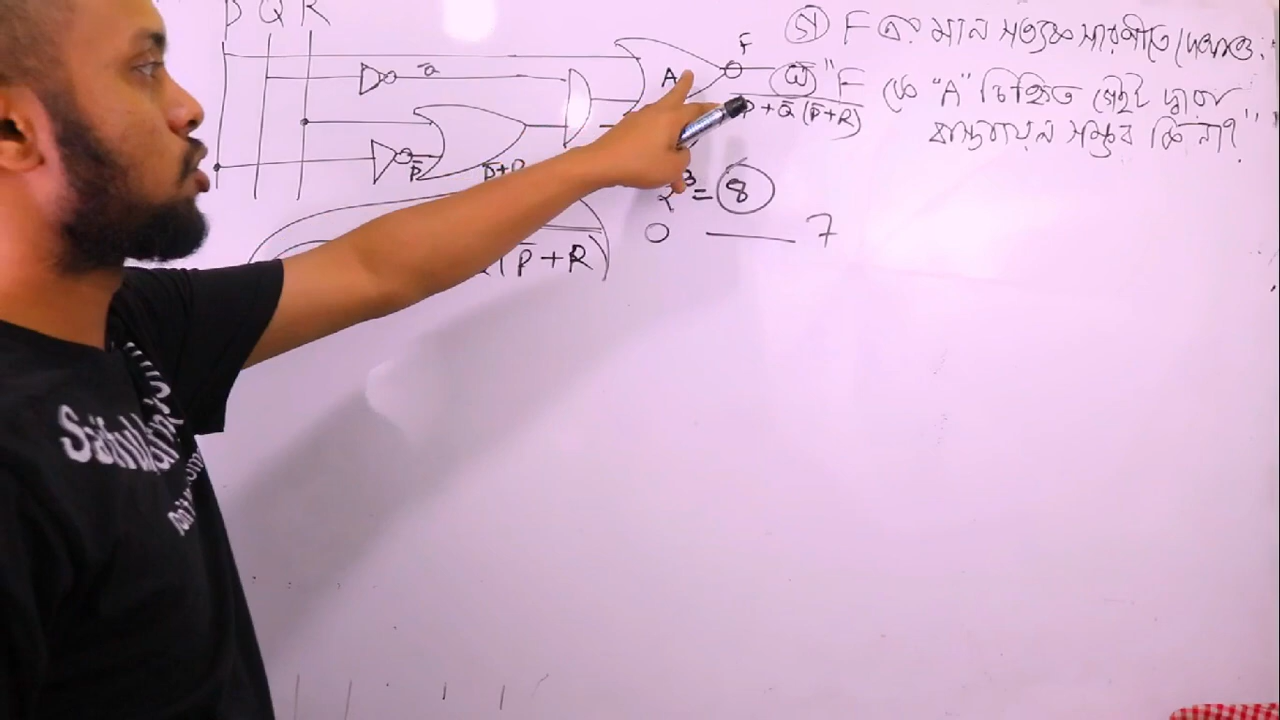 P Q R
গ) F এর মান সত্যক সারণীতে দেখাও।
F
Q̅
A
ঘ) "F কে "A" চিহ্নিত গেইট দ্বারা
বাস্তবায়ন সম্ভব কি না?"
P + Q̅ (P̅+R)
P̅
2³ = 8
0 — 7
(P̅+R)